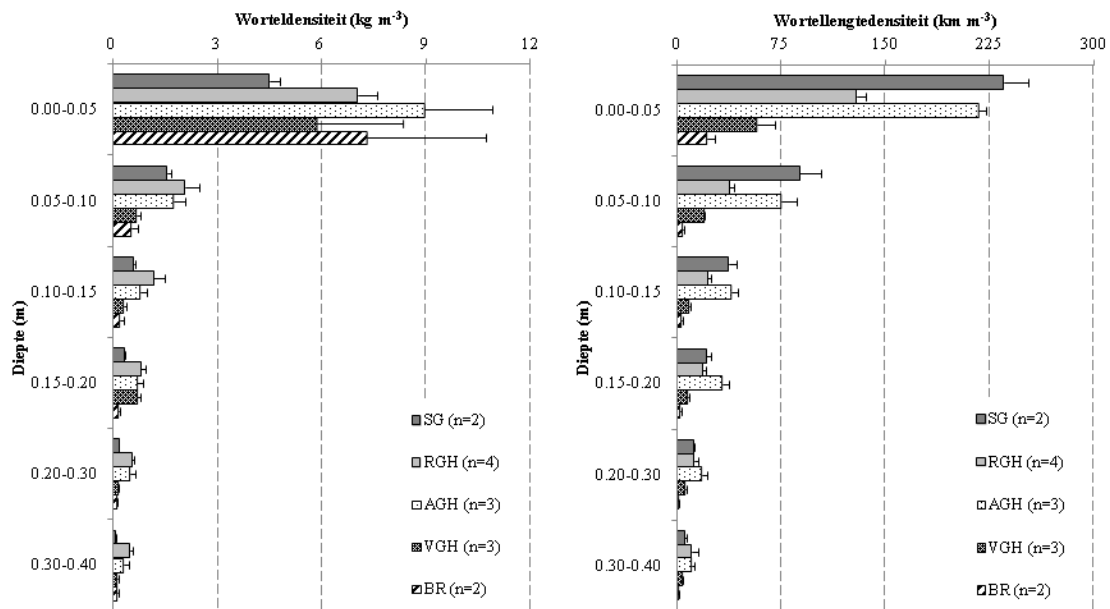 Worteldensiteit (kg m⁻³)
0 3 6 9 12
Diepte (m)
0.00-0.05
0.05-0.10
0.10-0.15
0.15-0.20
0.20-0.30
0.30-0.40
SG (n=2)
RGH (n=4)
AGH (n=3)
VGH (n=3)
BR (n=2)
Wortellengtedensiteit (km m⁻³)
0 75 150 225 300
Diepte (m)
0.00-0.05
0.05-0.10
0.10-0.15
0.15-0.20
0.20-0.30
0.30-0.40
SG (n=2)
RGH (n=4)
AGH (n=3)
VGH (n=3)
BR (n=2)